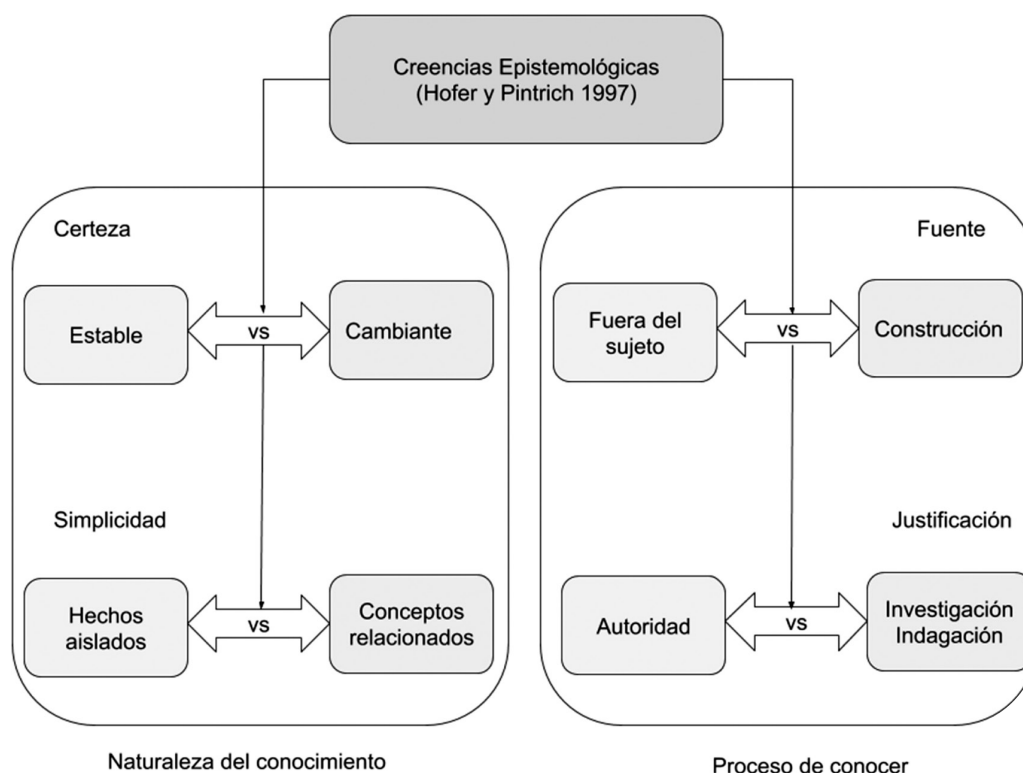 Creencias Epistemológicas
(Hofer y Pintrich 1997)
Certeza
Estable
vs
Cambiante
Simplicidad
Hechos
aislados
vs
Conceptos
relacionados
Naturaleza del conocimiento
Fuente
Fuera del
sujeto
vs
Construcción
Justificación
Autoridad
vs
Investigación
Indagación
Proceso de conocer